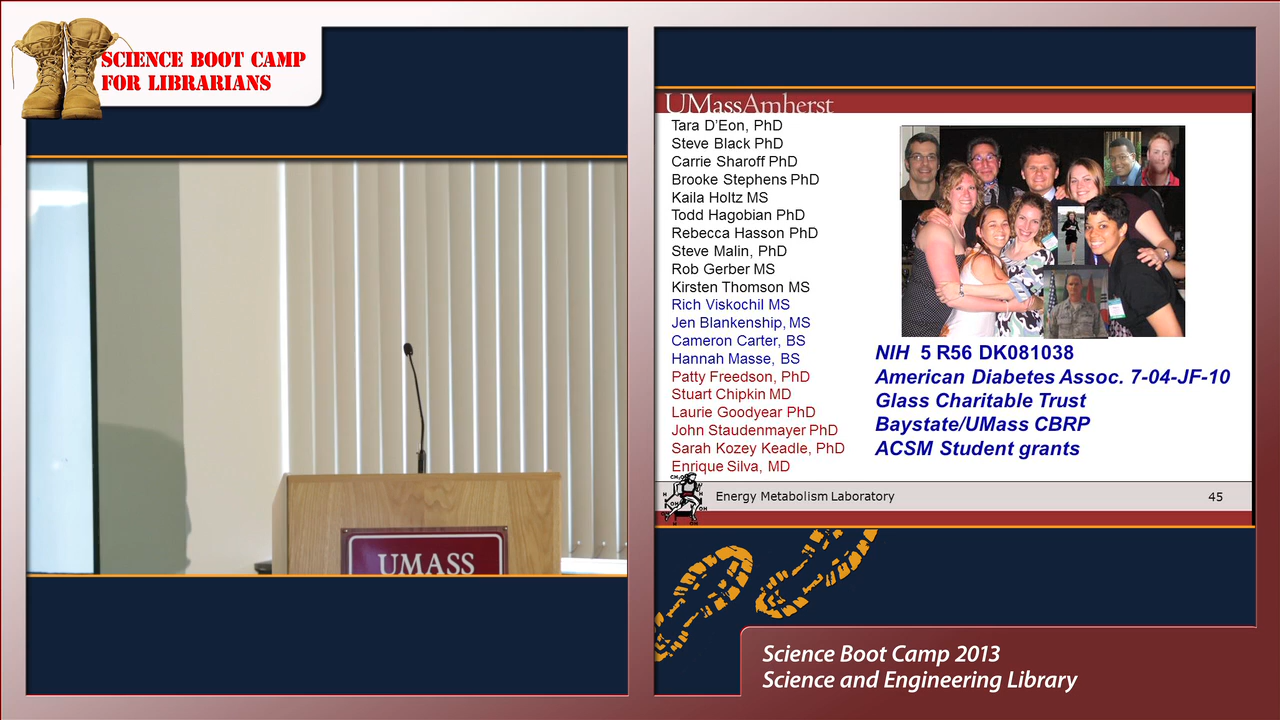 SCIENCE BOOT CAMP
FOR LIBRARIANS
UMASS
UMassAmherst
Tara D'Eon, PhD
Steve Black PhD
Carrie Sharoff PhD
Brooke Stephens PhD
Kaila Holtz MS
Todd Hagobian PhD
Rebecca Hasson PhD
Steve Malin, PhD
Rob Gerber MS
Kirsten Thomson MS
Rich Viskochil MS
Jen Blankenship, MS
Cameron Carter, BS
Hannah Masse, BS
Patty Freedson, PhD
Stuart Chipkin MD
Laurie Goodyear PhD
John Staudenmayer PhD
Sarah Kozey Keadle, PhD
Enrique Silva, MD
NIH 5 R56 DK081038
American Diabetes Assoc. 7-04-JF-10
Glass Charitable Trust
Baystate/UMass CBRP
ACSM Student grants
Energy Metabolism Laboratory
45
Science Boot Camp 2013
Science and Engineering Library